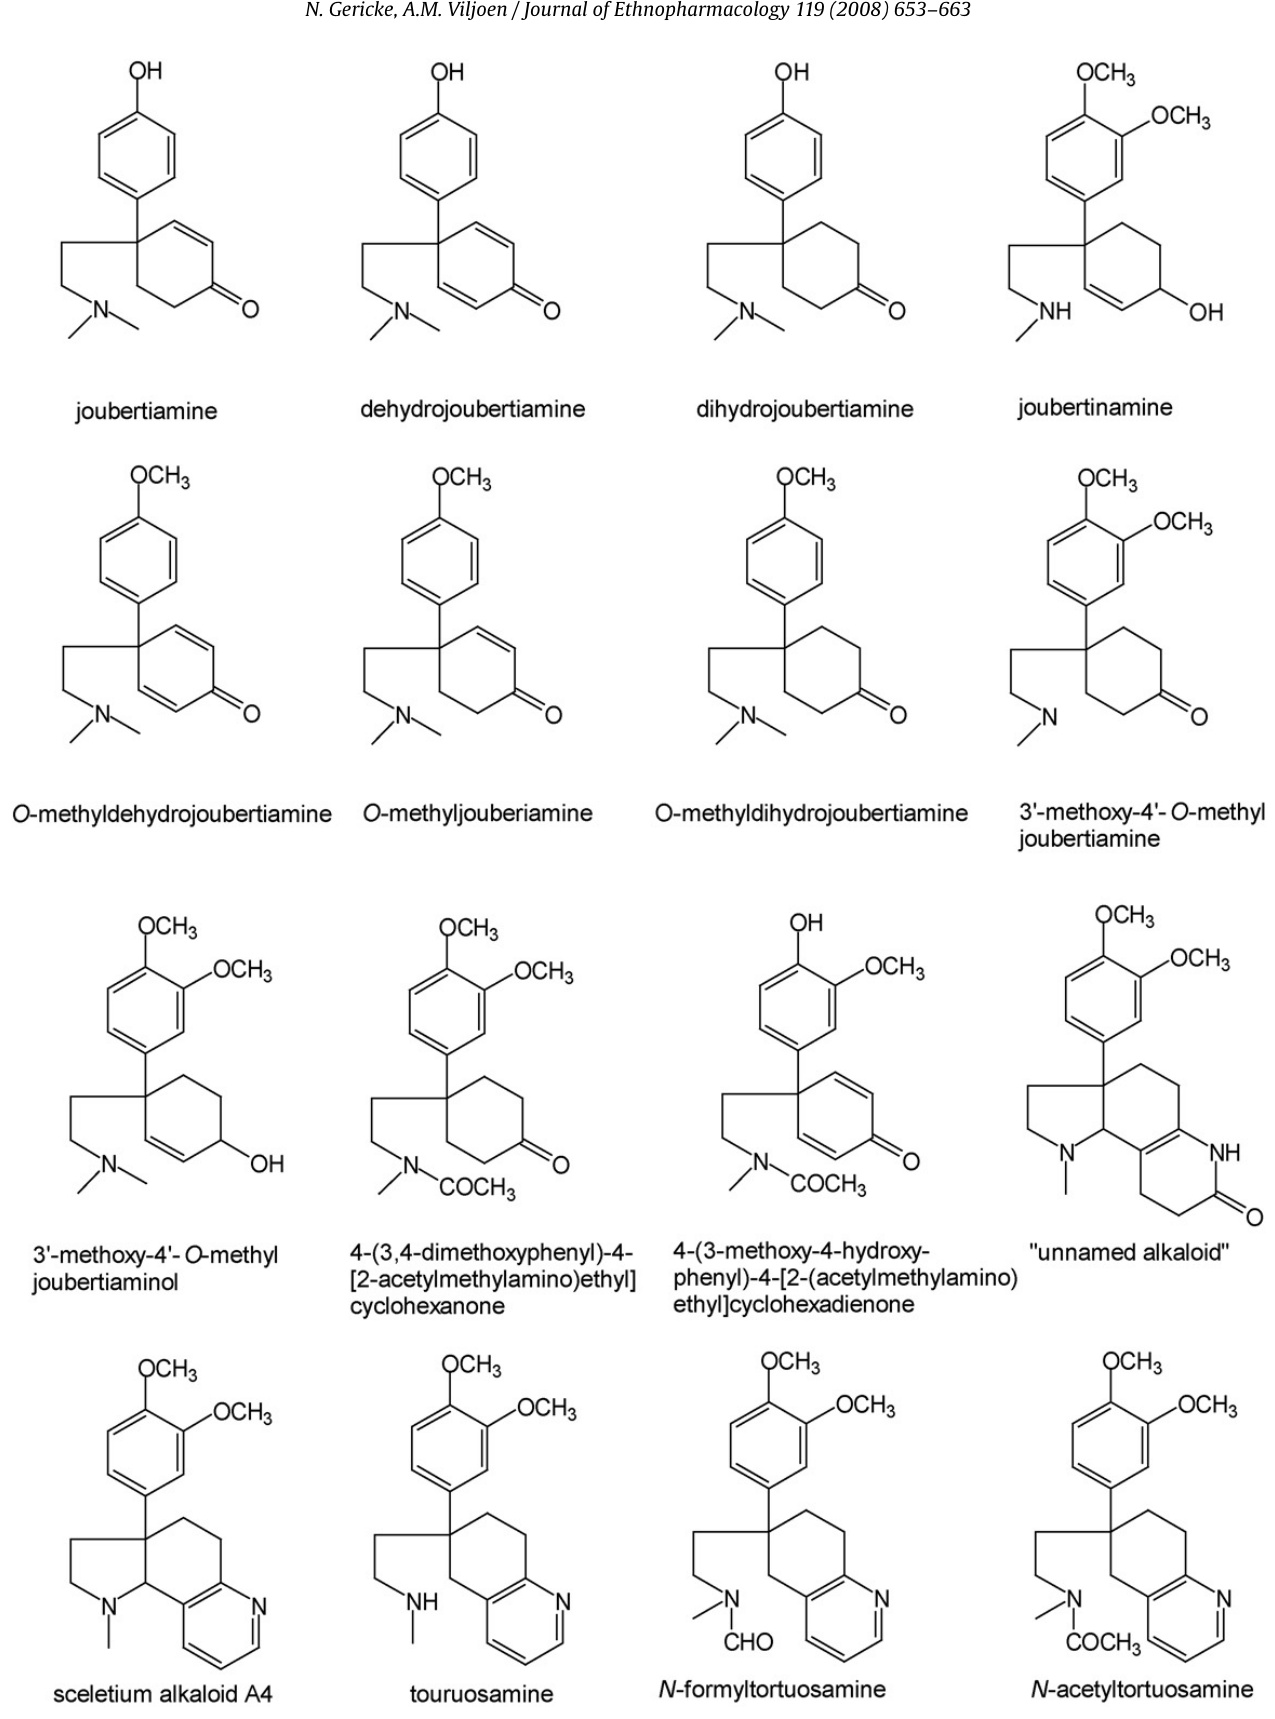 N. Gericke, A.M. Viljoen / Journal of Ethnopharmacology 119 (2008) 653–663
OH
OH
OH
OCH3
OCH3
N
O
N
O
N
O
NH
OH
joubertiamine
dehydrojoubertiamine
dihydrojoubertiamine
joubertinamine
OCH3
OCH3
OCH3
OCH3
OCH3
N
O
N
O
N
O
N
O
O-methyldehydrojoubertiamine
O-methyljouberiamine
O-methyldihydrojoubertiamine
3'-methoxy-4'-O-methyl
joubertiamine
OCH3
OCH3
OCH3
OCH3
OH
OCH3
OCH3
OCH3
N
OH
N
COCH3
O
N
COCH3
O
N
NH
O
3'-methoxy-4'-O-methyl
joubertiaminol
4-(3,4-dimethoxyphenyl)-4-
[2-acetylmethylamino)ethyl]
cyclohexanone
4-(3-methoxy-4-hydroxy-
phenyl)-4-[2-(acetylmethylamino)
ethyl]cyclohexadienone
"unnamed alkaloid"
OCH3
OCH3
OCH3
OCH3
OCH3
OCH3
OCH3
OCH3
N
N
NH
N
N
CHO
N
N
COCH3
N
sceletium alkaloid A4
touruosamine
N-formyltortuosamine
N-acetyltortuosamine